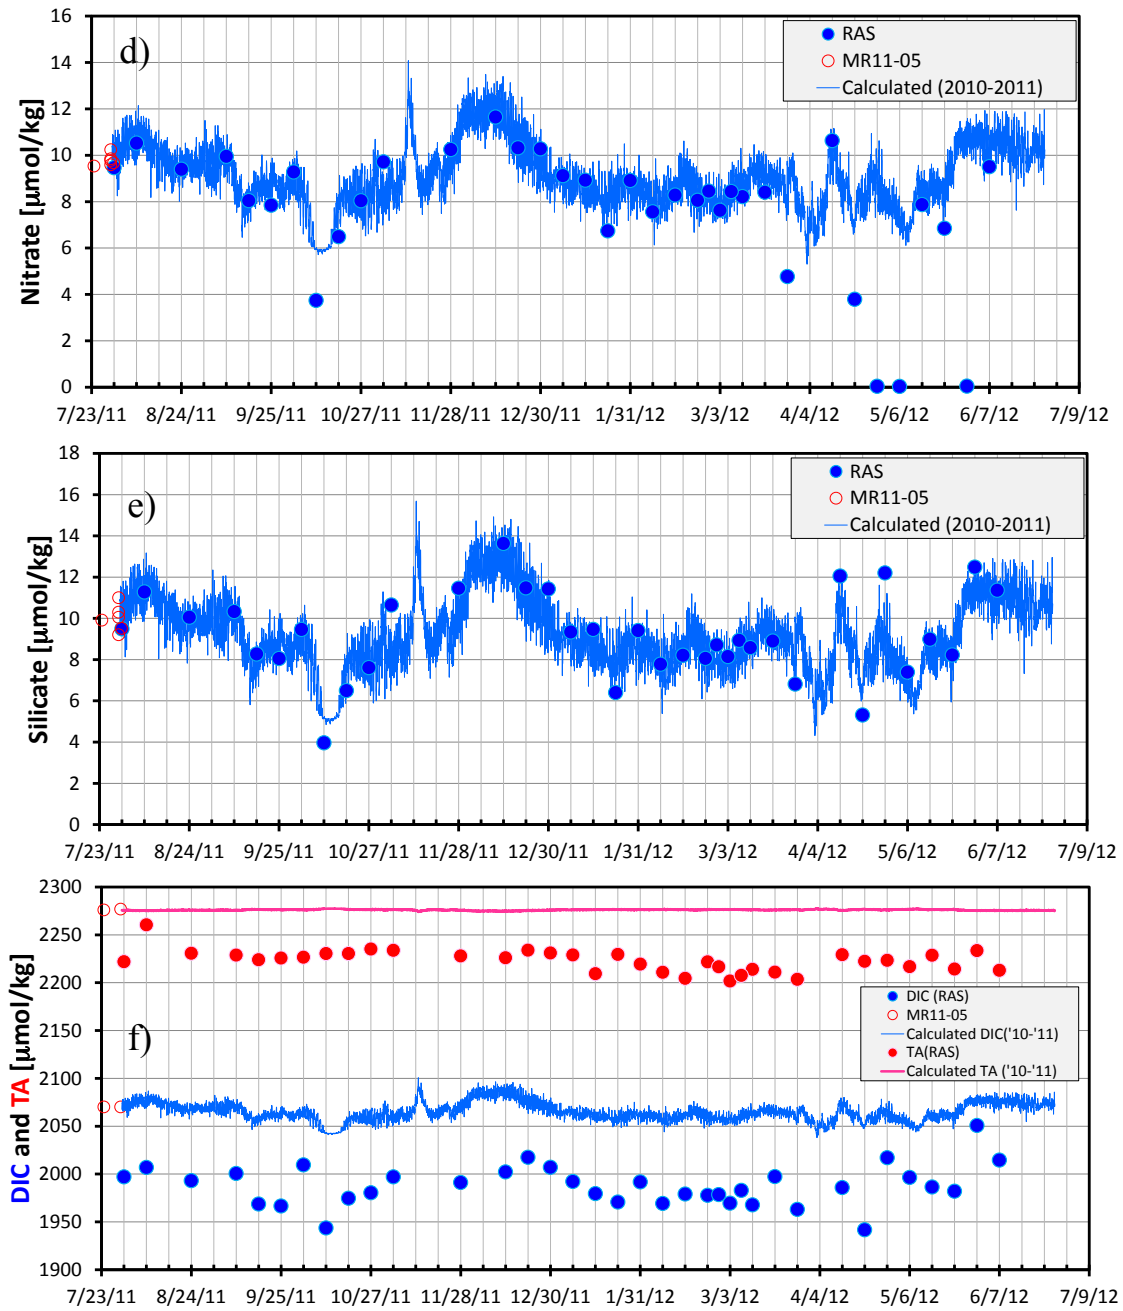 d)
Nitrate [µmol/kg]
16
14
12
10
8
6
4
2
0
RAS
MR11-05
Calculated (2010-2011)
7/23/11 8/24/11 9/25/11 10/27/11 11/28/11 12/30/11 1/31/12 3/3/12 4/4/12 5/6/12 6/7/12 7/9/12
e)
Silicate [µmol/kg]
18
16
14
12
10
8
6
4
2
0
RAS
MR11-05
Calculated (2010-2011)
7/23/11 8/24/11 9/25/11 10/27/11 11/28/11 12/30/11 1/31/12 3/3/12 4/4/12 5/6/12 6/7/12 7/9/12
f)
DIC and TA [µmol/kg]
2300
2250
2200
2150
2100
2050
2000
1950
1900
DIC (RAS)
MR11-05
Calculated DIC('10-'11)
TA(RAS)
Calculated TA ('10-'11)
7/23/11 8/24/11 9/25/11 10/27/11 11/28/11 12/30/11 1/31/12 3/3/12 4/4/12 5/6/12 6/7/12 7/9/12